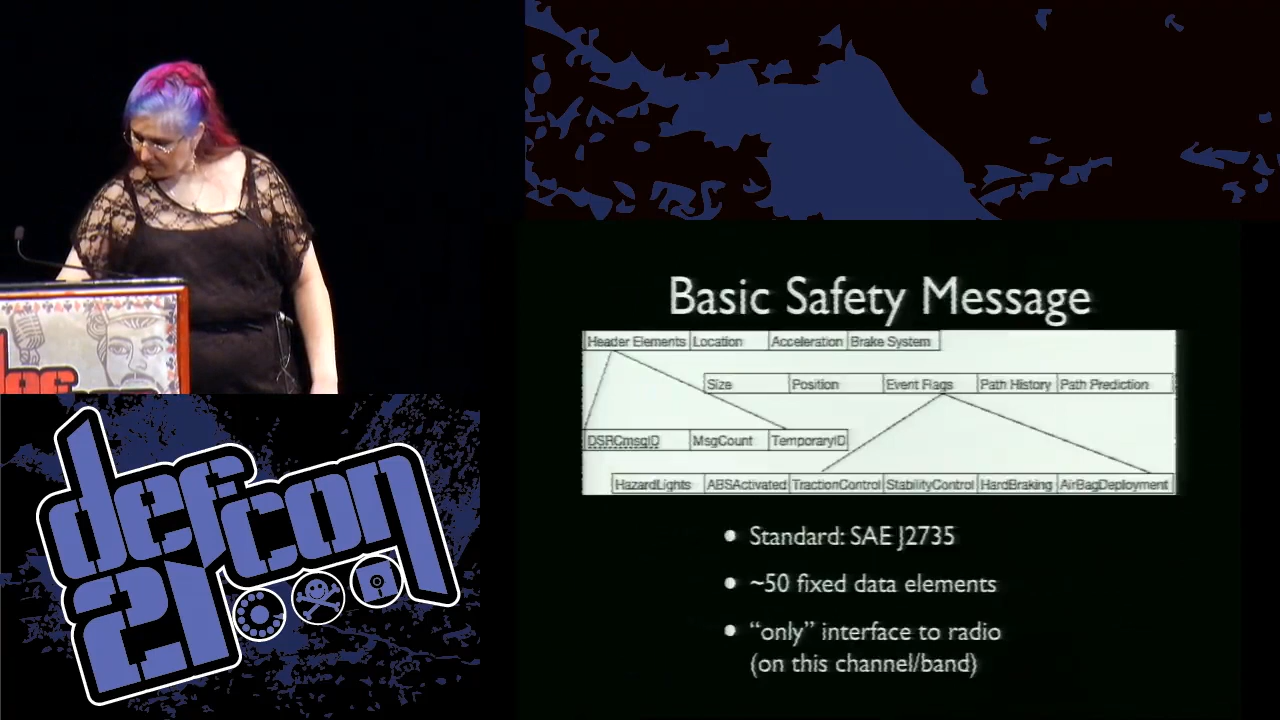 Basic Safety Message
Header Elements Location Acceleration Brake System
Size Position Event Flags Path History Path Prediction
DSRCmsgID MsgCount TemporaryID
HazardLights ABSActivated TractionControl StabilityControl HardBraking AirBagDeployment
• Standard: SAE J2735
• ~50 fixed data elements
• “only” interface to radio
(on this channel/band)
defcon
21